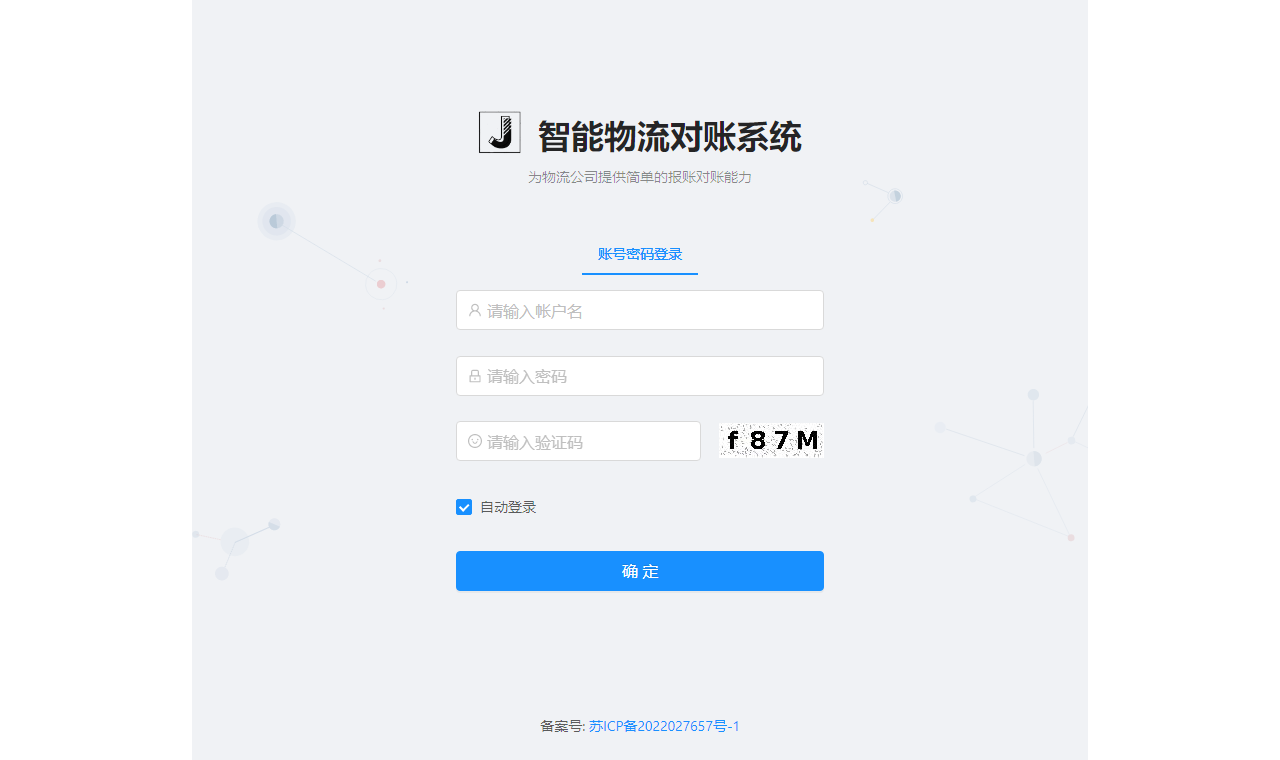 J 智能物流对账系统
为物流公司提供简单的报账对账能力
账号密码登录
请输入帐户名
请输入密码
请输入验证码 f 8 7 M
自动登录
确 定
备案号: 苏ICP备2022027657号-1